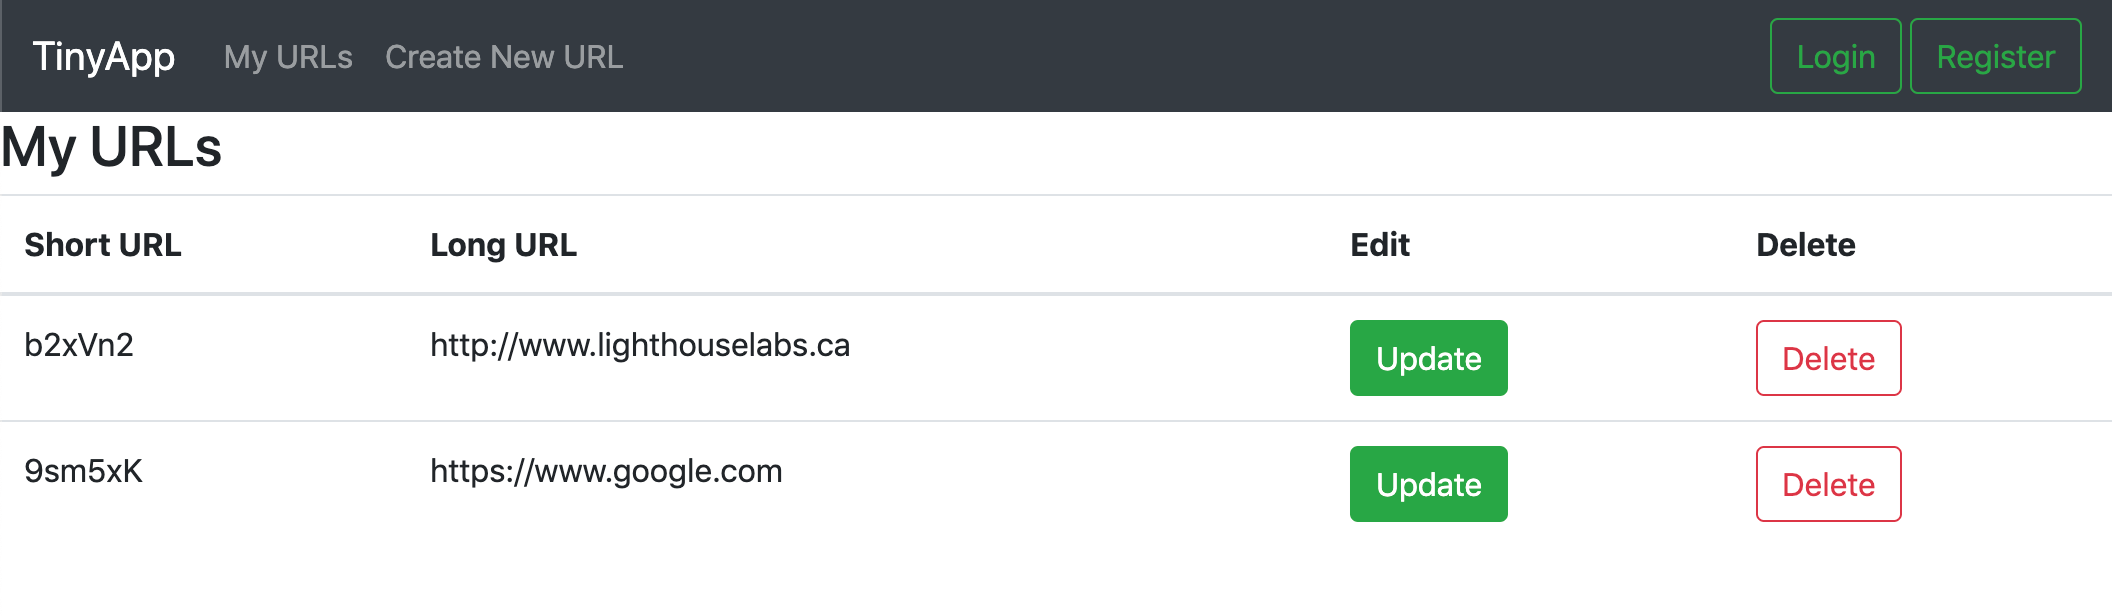 TinyApp My URLs Create New URL Login Register
My URLs
Short URL Long URL Edit Delete
b2xVn2 http://www.lighthouselabs.ca Update Delete
9sm5xK https://www.google.com Update Delete